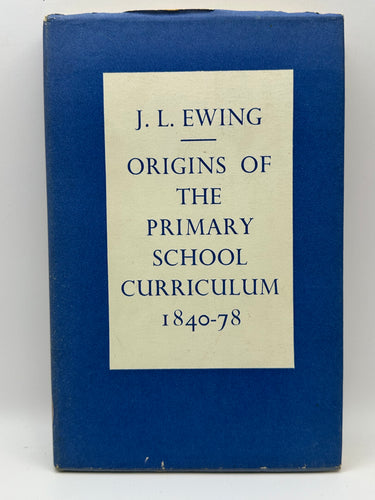 J. L. EWING
ORIGINS OF
THE
PRIMARY
SCHOOL
CURRICULUM
1840-78